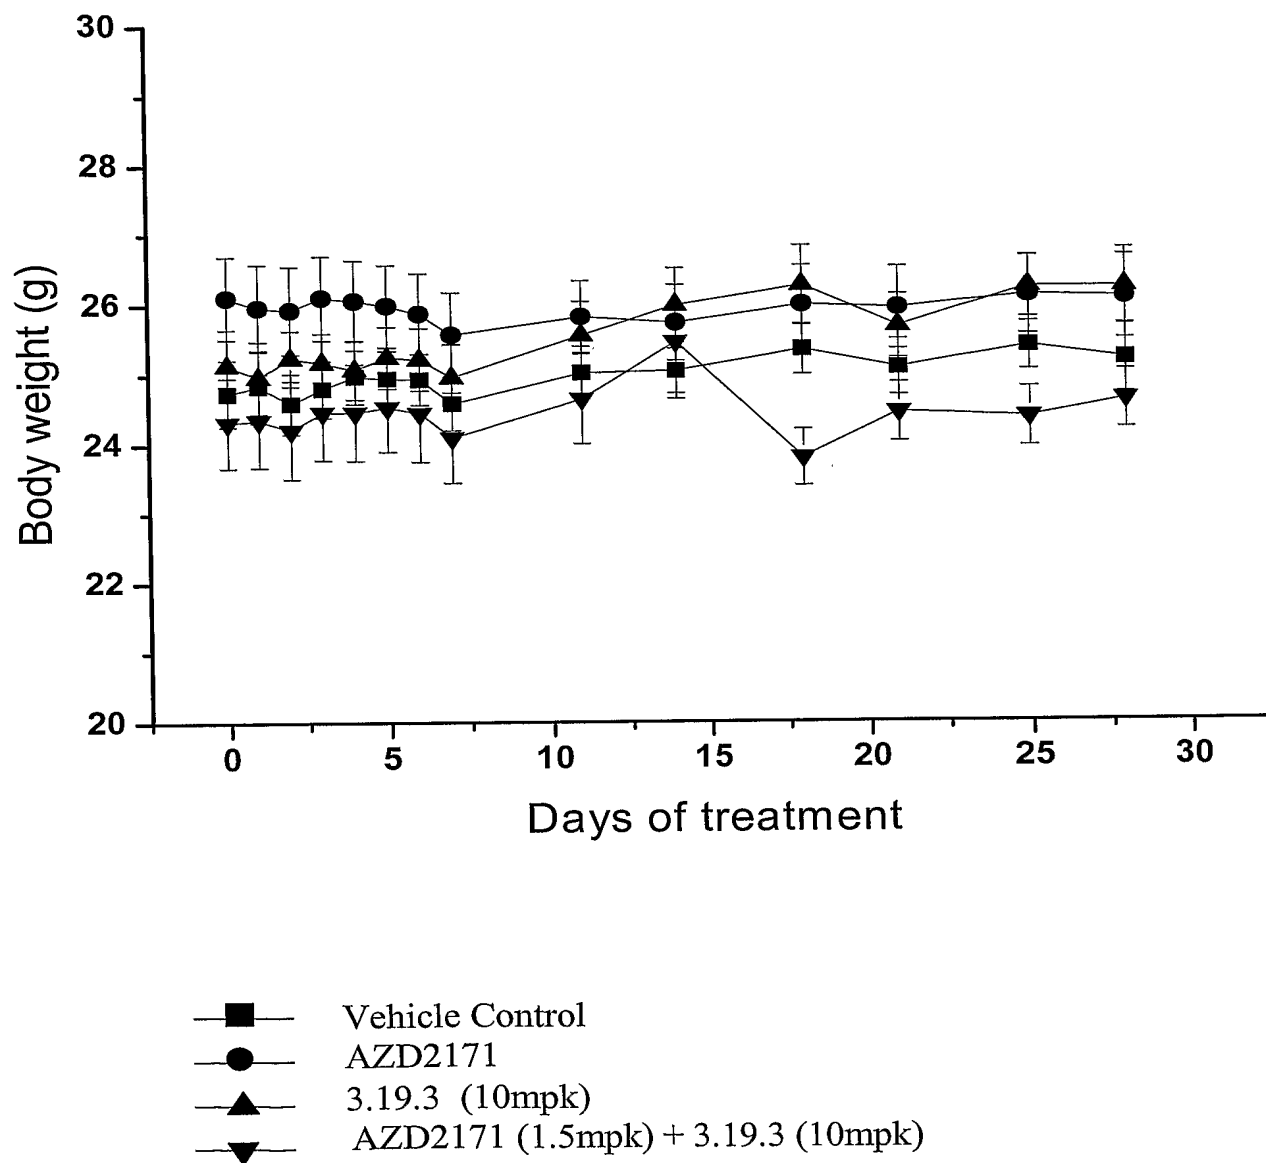 30
28
26
24
22
20
Body weight (g)
0 5 10 15 20 25 30
Days of treatment
Vehicle Control
AZD2171
3.19.3 (10mpk)
AZD2171 (1.5mpk) + 3.19.3 (10mpk)